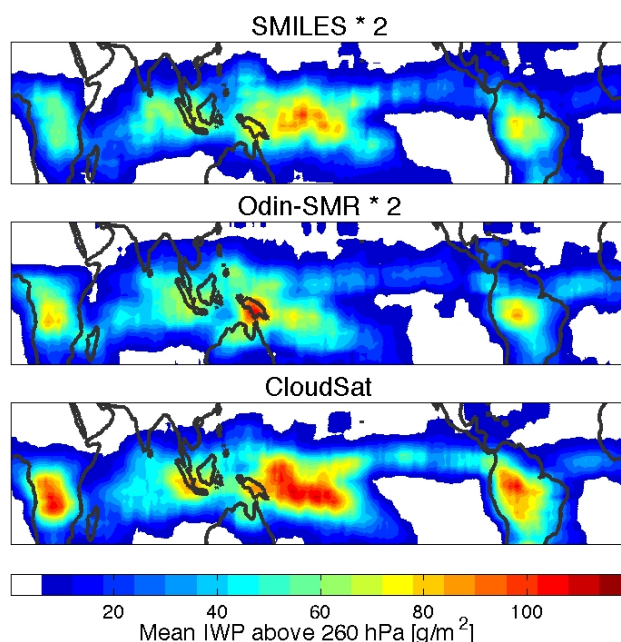 SMILES * 2
Odin-SMR * 2
CloudSat
20 40 60 80 100
Mean IWP above 260 hPa [g/m²]